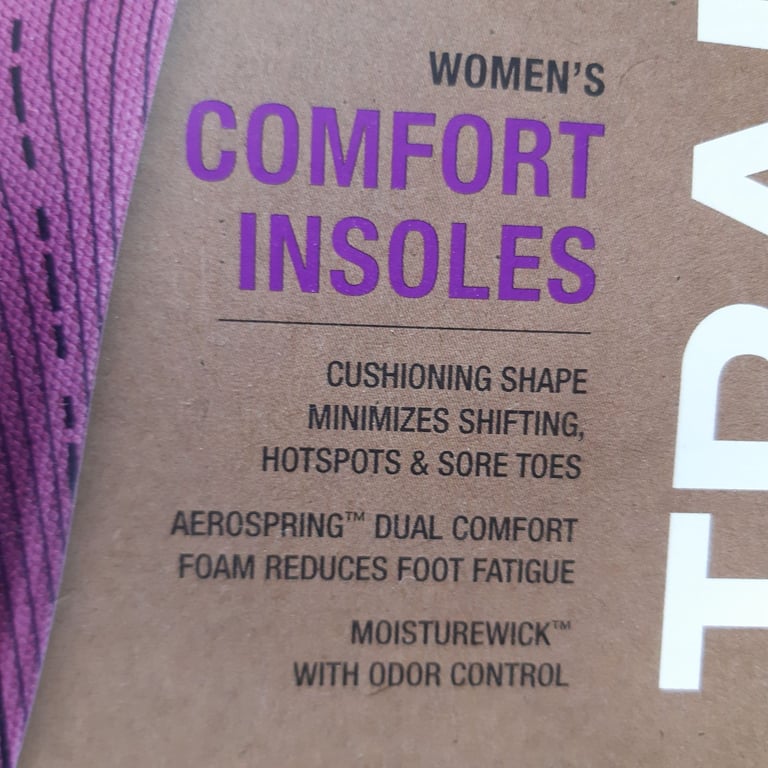 WOMEN'S
COMFORT
INSOLES
CUSHIONING SHAPE
MINIMIZES SHIFTING,
HOTSPOTS & SORE TOES
AEROSPRING™ DUAL COMFORT
FOAM REDUCES FOOT FATIGUE
MOISTUREWICK™
WITH ODOR CONTROL